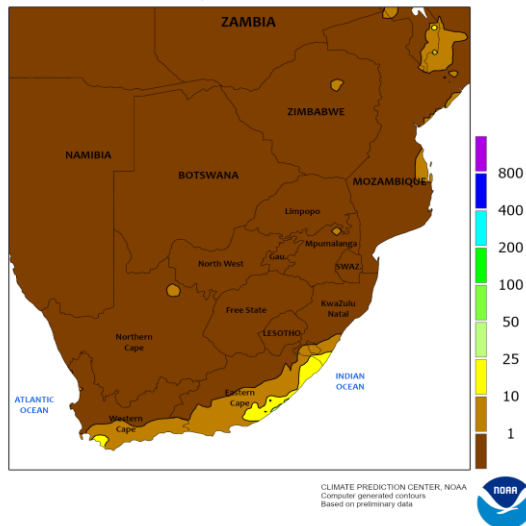 ZAMBIA
ZIMBABWE
NAMIBIA
BOTSWANA
MOZAMBIQUE
Limpopo
Mpumalanga
North West
Gau.
SWAZ.
Free State
KwaZulu
Natal
Northern
Cape
LESOTHO
Eastern
Cape
INDIAN
OCEAN
ATLANTIC
OCEAN
Western
Cape
800
400
200
100
50
25
10
1
CLIMATE PREDICTION CENTER, NOAA
Computer generated contours
Based on preliminary data
NOAA